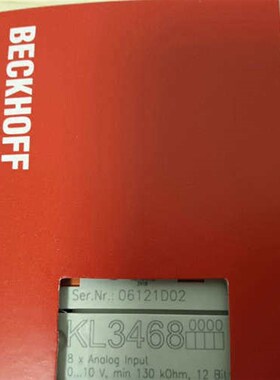 BECKHOFF
Ser.Nr.: 06121D02
KL3468 0000
8 x Analog Input
0...10 V, min 130 kOhm, 12 Bit